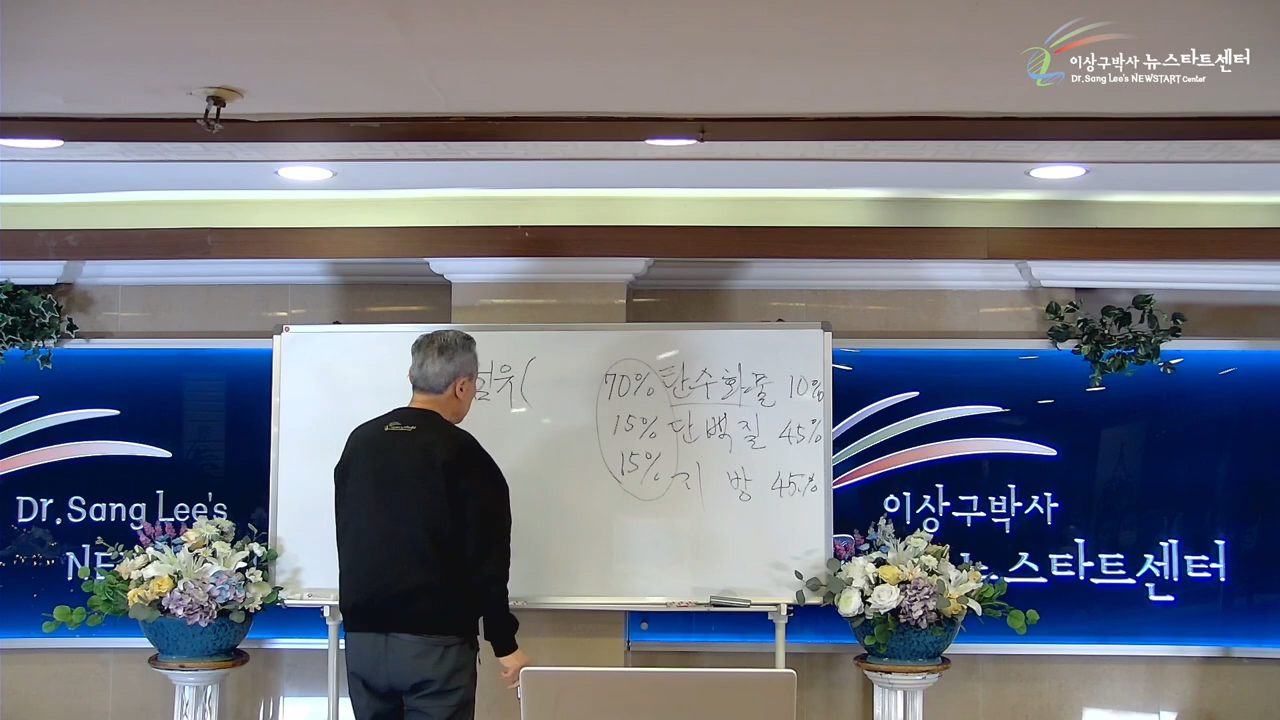 이상구박사 뉴스타트센터
Dr. Sang Lee's NEWSTART Center
70% 탄수화물 10%
15% 단백질 45%
15% 지방 45%
Dr. Sang Lee's
이상구박사
뉴스타트센터